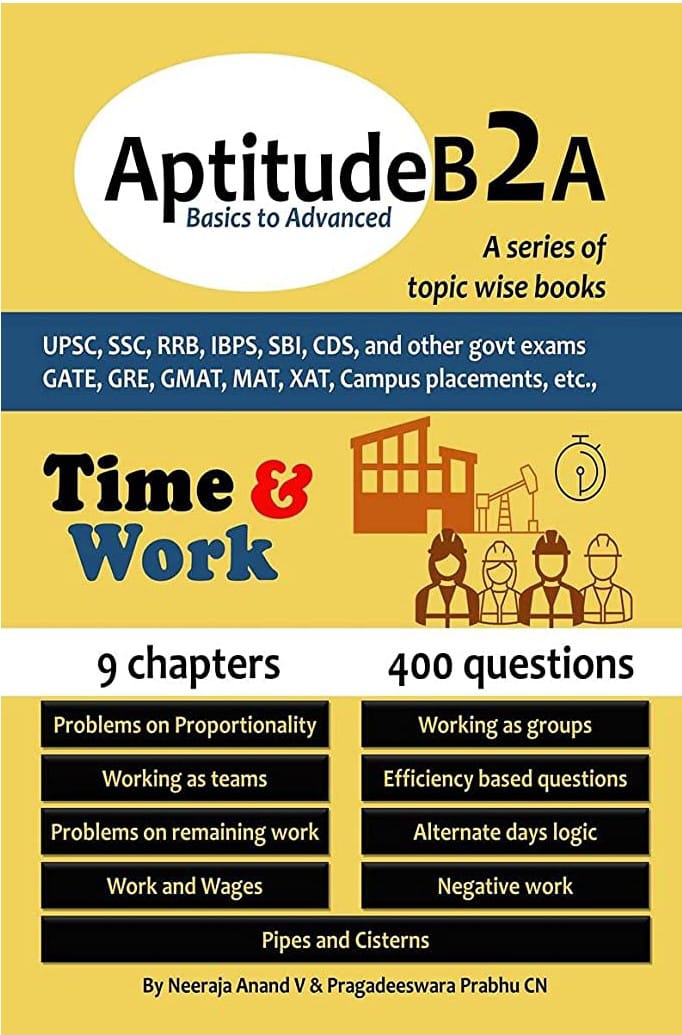 AptitudeB2A
Basics to Advanced
A series of
topic wise books
UPSC, SSC, RRB, IBPS, SBI, CDS, and other govt exams
GATE, GRE, GMAT, MAT, XAT, Campus placements, etc.,
Time &
Work
9 chapters
400 questions
Problems on Proportionality
Working as groups
Working as teams
Efficiency based questions
Problems on remaining work
Alternate days logic
Work and Wages
Negative work
Pipes and Cisterns
By Neeraja Anand V & Pragadeeswara Prabhu CN